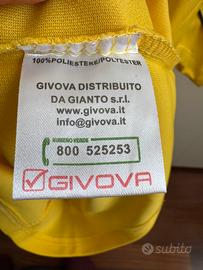 100%POLIESTERE/POLYESTER
GIVOVA DISTRIBUITO
DA GIANTO s.r.l.
www.givova.it
info@givova.it
NUMERO VERDE
800 525253
GIVOVA
subito